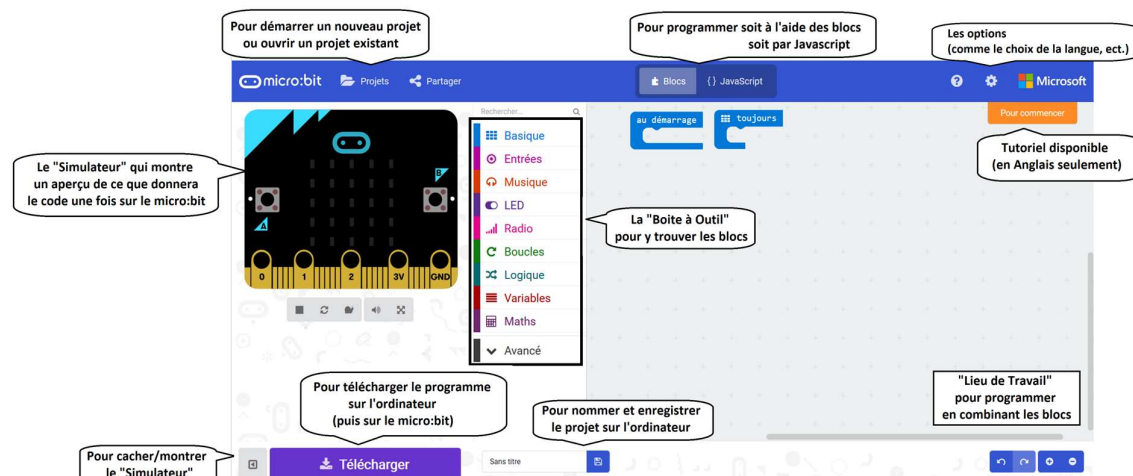 Pour démarrer un nouveau projet
ou ouvrir un projet existant
Pour programmer soit à l'aide des blocs
soit par Javascript
Les options
(comme le choix de la langue, ect.)
micro:bit
Projets
Partager
Blocs
{} JavaScript
?
Microsoft
Rechercher...
Pour commencer
au démarrage
toujours
Tutoriel disponible
(en Anglais seulement)
Le "Simulateur" qui montre
un aperçu de ce que donnera
le code une fois sur le micro:bit
B
A
0 1 2 3V GND
Basique
Entrées
Musique
LED
Radio
Boucles
Logique
Variables
Maths
Avancé
La "Boite à Outil"
pour y trouver les blocs
"Lieu de Travail"
pour programmer
en combinant les blocs
Pour télécharger le programme
sur l'ordinateur
(puis sur le micro:bit)
Pour nommer et enregistrer
le projet sur l'ordinateur
Pour cacher/montrer
le "Simulateur"
Télécharger
Sans titre